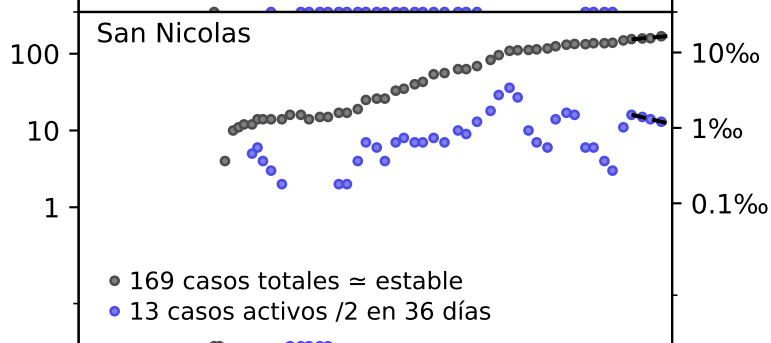 San Nicolas
100
10
1
10‰
1‰
0.1‰
169 casos totales ≃ estable
13 casos activos /2 en 36 días